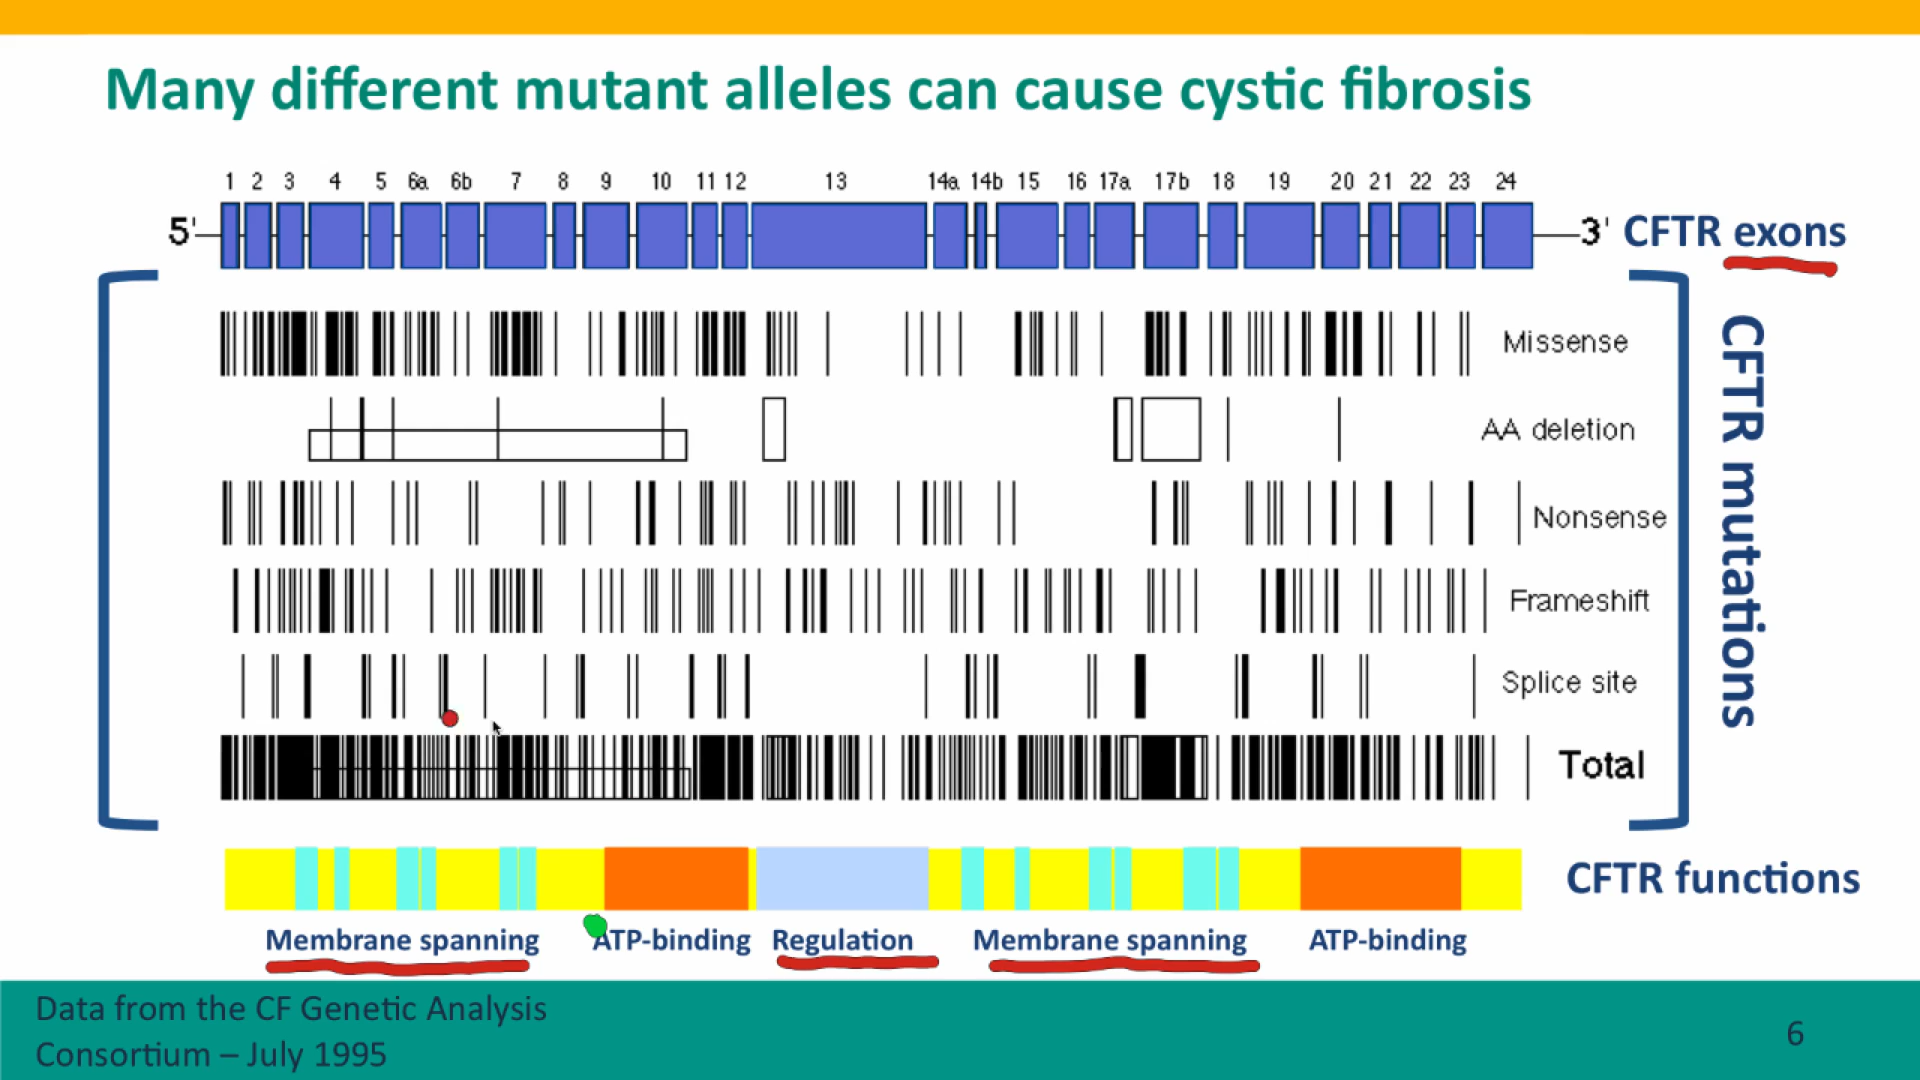 Many different mutant alleles can cause cystic fibrosis
1 2 3 4 5 6a 6b 7 8 9 10 11 12 13 14a 14b 15 16 17a 17b 18 19 20 21 22 23 24
5' 3' CFTR exons
Missense
AA deletion
Nonsense
Frameshift
Splice site
Total
CFTR mutations
CFTR functions
Membrane spanning ATP-binding Regulation Membrane spanning ATP-binding
Data from the CF Genetic Analysis
Consortium – July 1995
6